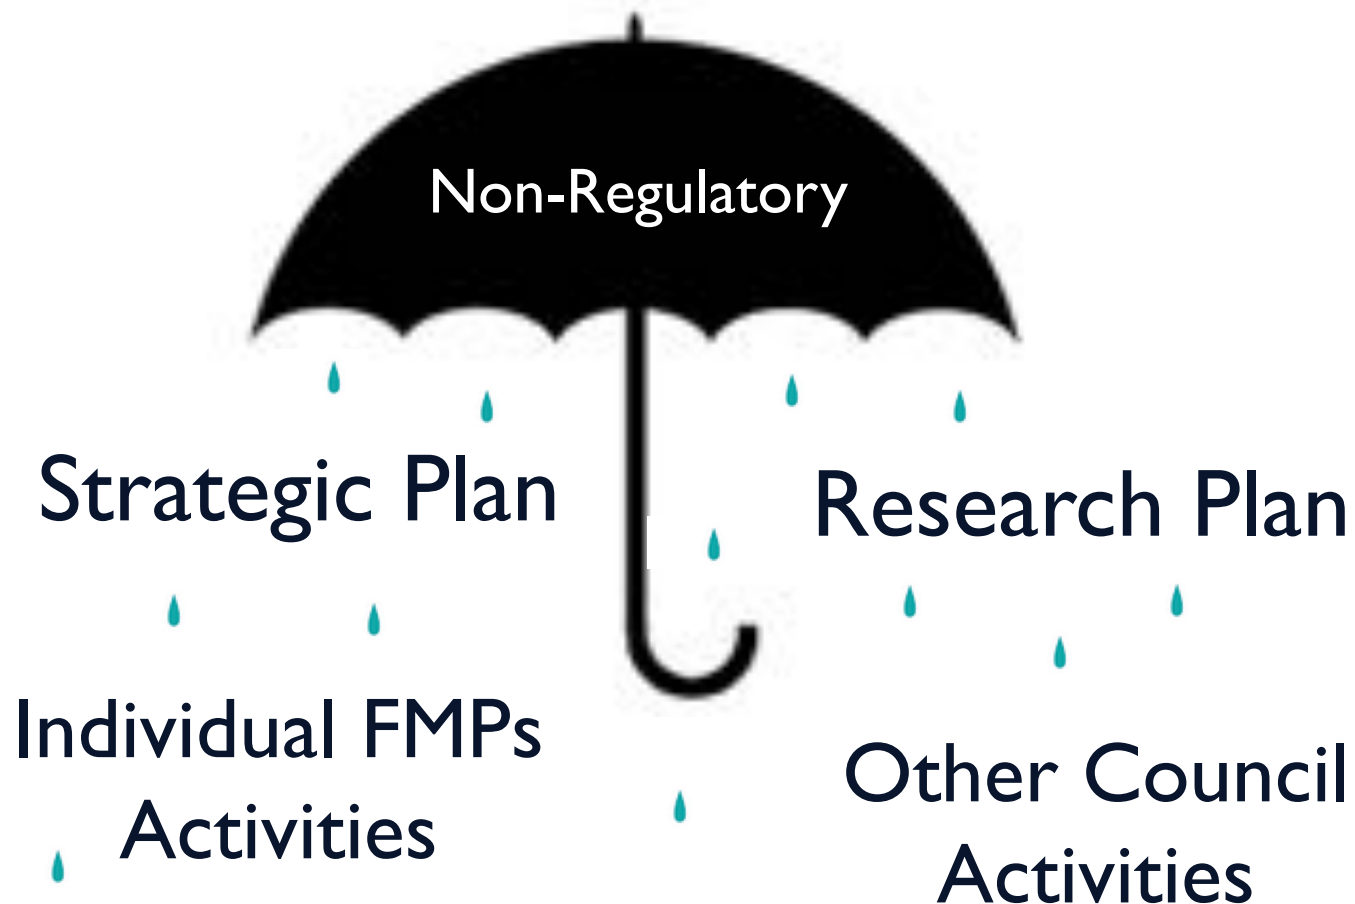 Non-Regulatory
Strategic Plan
Research Plan
Individual FMPs
Activities
Other Council
Activities